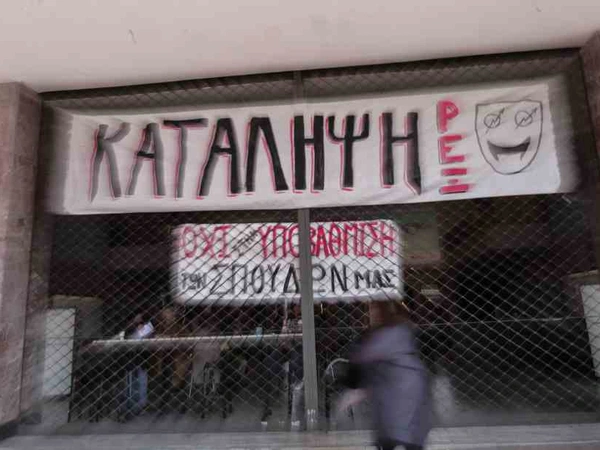 ΚΑΤΑΛΗΨΗ
ΡΕΞ
ΟΧΙ στην ΥΠΟΒΑΘΜΙΣΗ
των ΣΠΟΥΔΩΝ ΜΑΣ